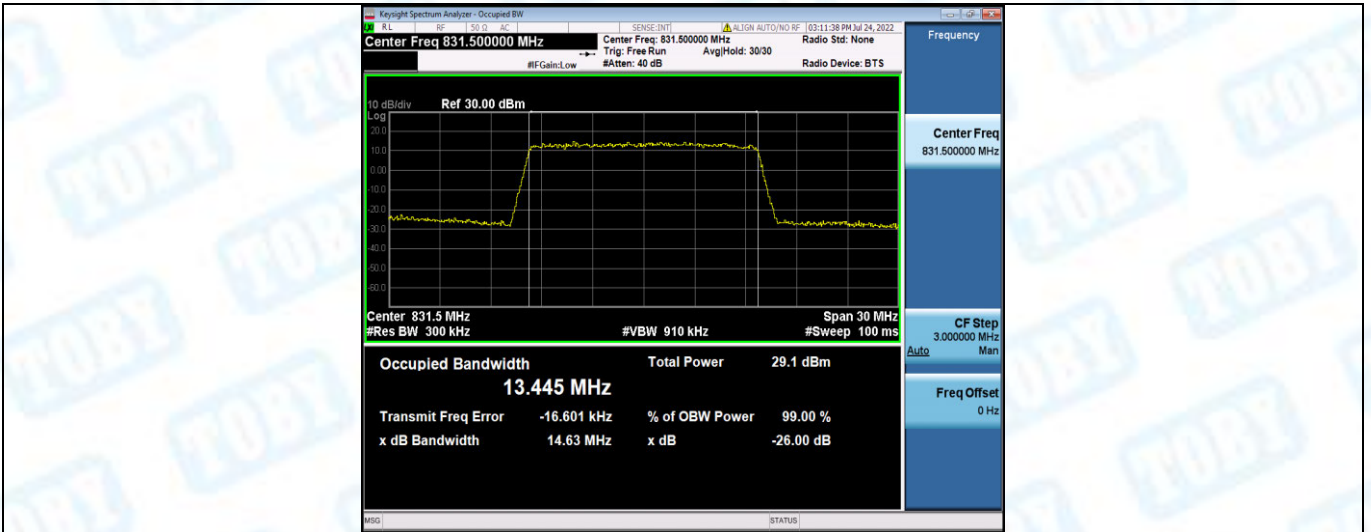 Keysight Spectrum Analyzer - Occupied BW
RL RF 50 Ω AC SENSE:INT ALIGN AUTO/NO RF 03:11:38 PM Jul 24, 2022
Center Freq 831.500000 MHz
Center Freq: 831.500000 MHz Radio Std: None
Trig: Free Run Avg|Hold: 30/30
#IFGain:Low #Atten: 40 dB Radio Device: BTS
Frequency
10 dB/div Ref 30.00 dBm
Log
20.0
10.0
0.00
-10.0
-20.0
-30.0
-40.0
-50.0
-60.0
Center 831.5 MHz Span 30 MHz
#Res BW 300 kHz #VBW 910 kHz #Sweep 100 ms
Occupied Bandwidth Total Power 29.1 dBm
13.445 MHz
Transmit Freq Error -16.601 kHz % of OBW Power 99.00 %
x dB Bandwidth 14.63 MHz x dB -26.00 dB
Center Freq
831.500000 MHz
CF Step
3.000000 MHz
Auto Man
Freq Offset
0 Hz
MSG STATUS
TOBY
TOBY
TOBY
TOBY
TOBY
TOBY
TOBY
TOBY